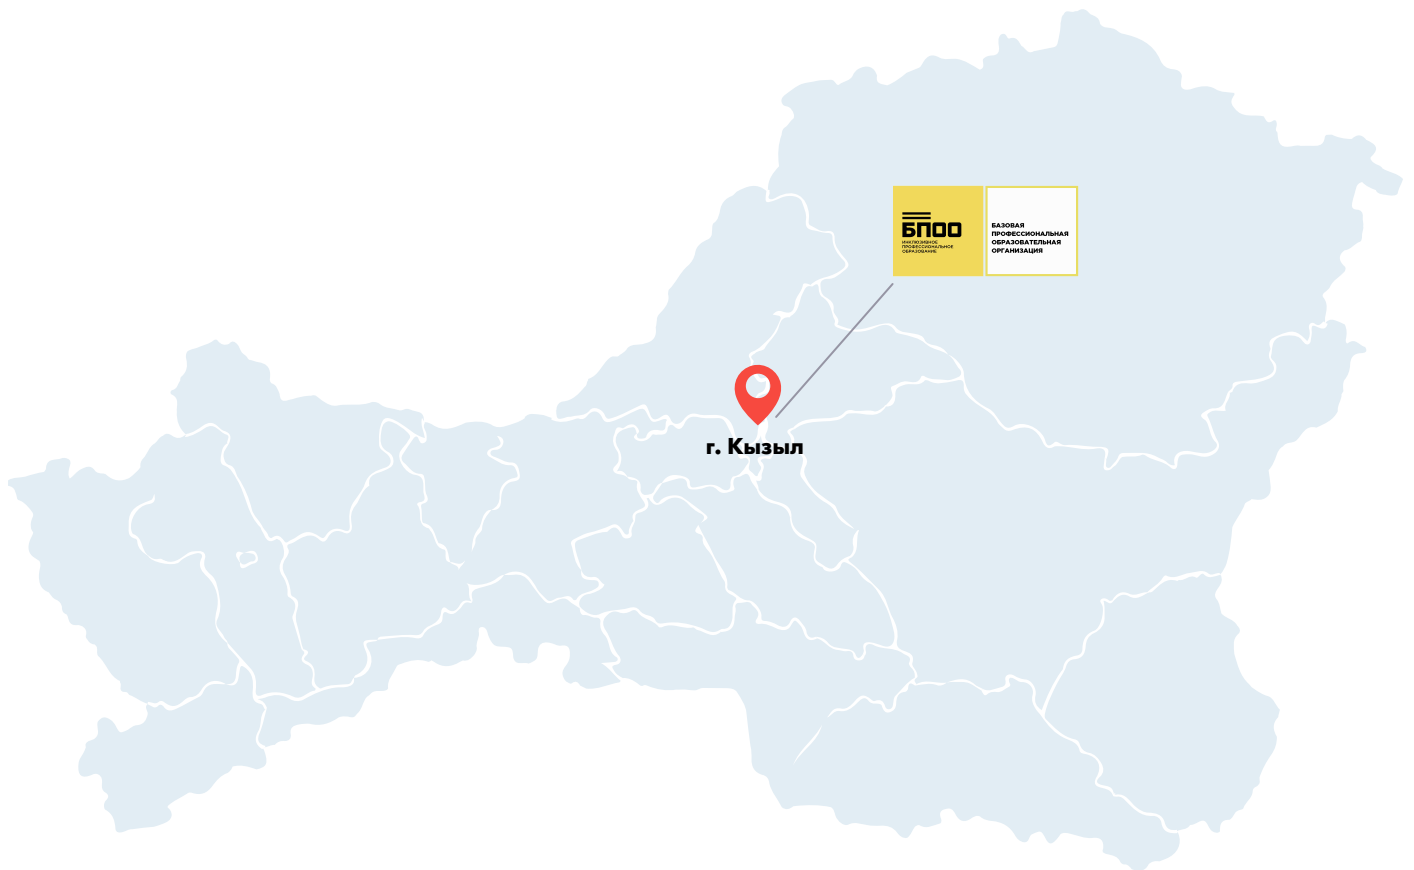 БПОО
ИНКЛЮЗИВНОЕ
ПРОФЕССИОНАЛЬНОЕ
ОБРАЗОВАНИЕ
БАЗОВАЯ
ПРОФЕССИОНАЛЬНАЯ
ОБРАЗОВАТЕЛЬНАЯ
ОРГАНИЗАЦИЯ
г. Кызыл